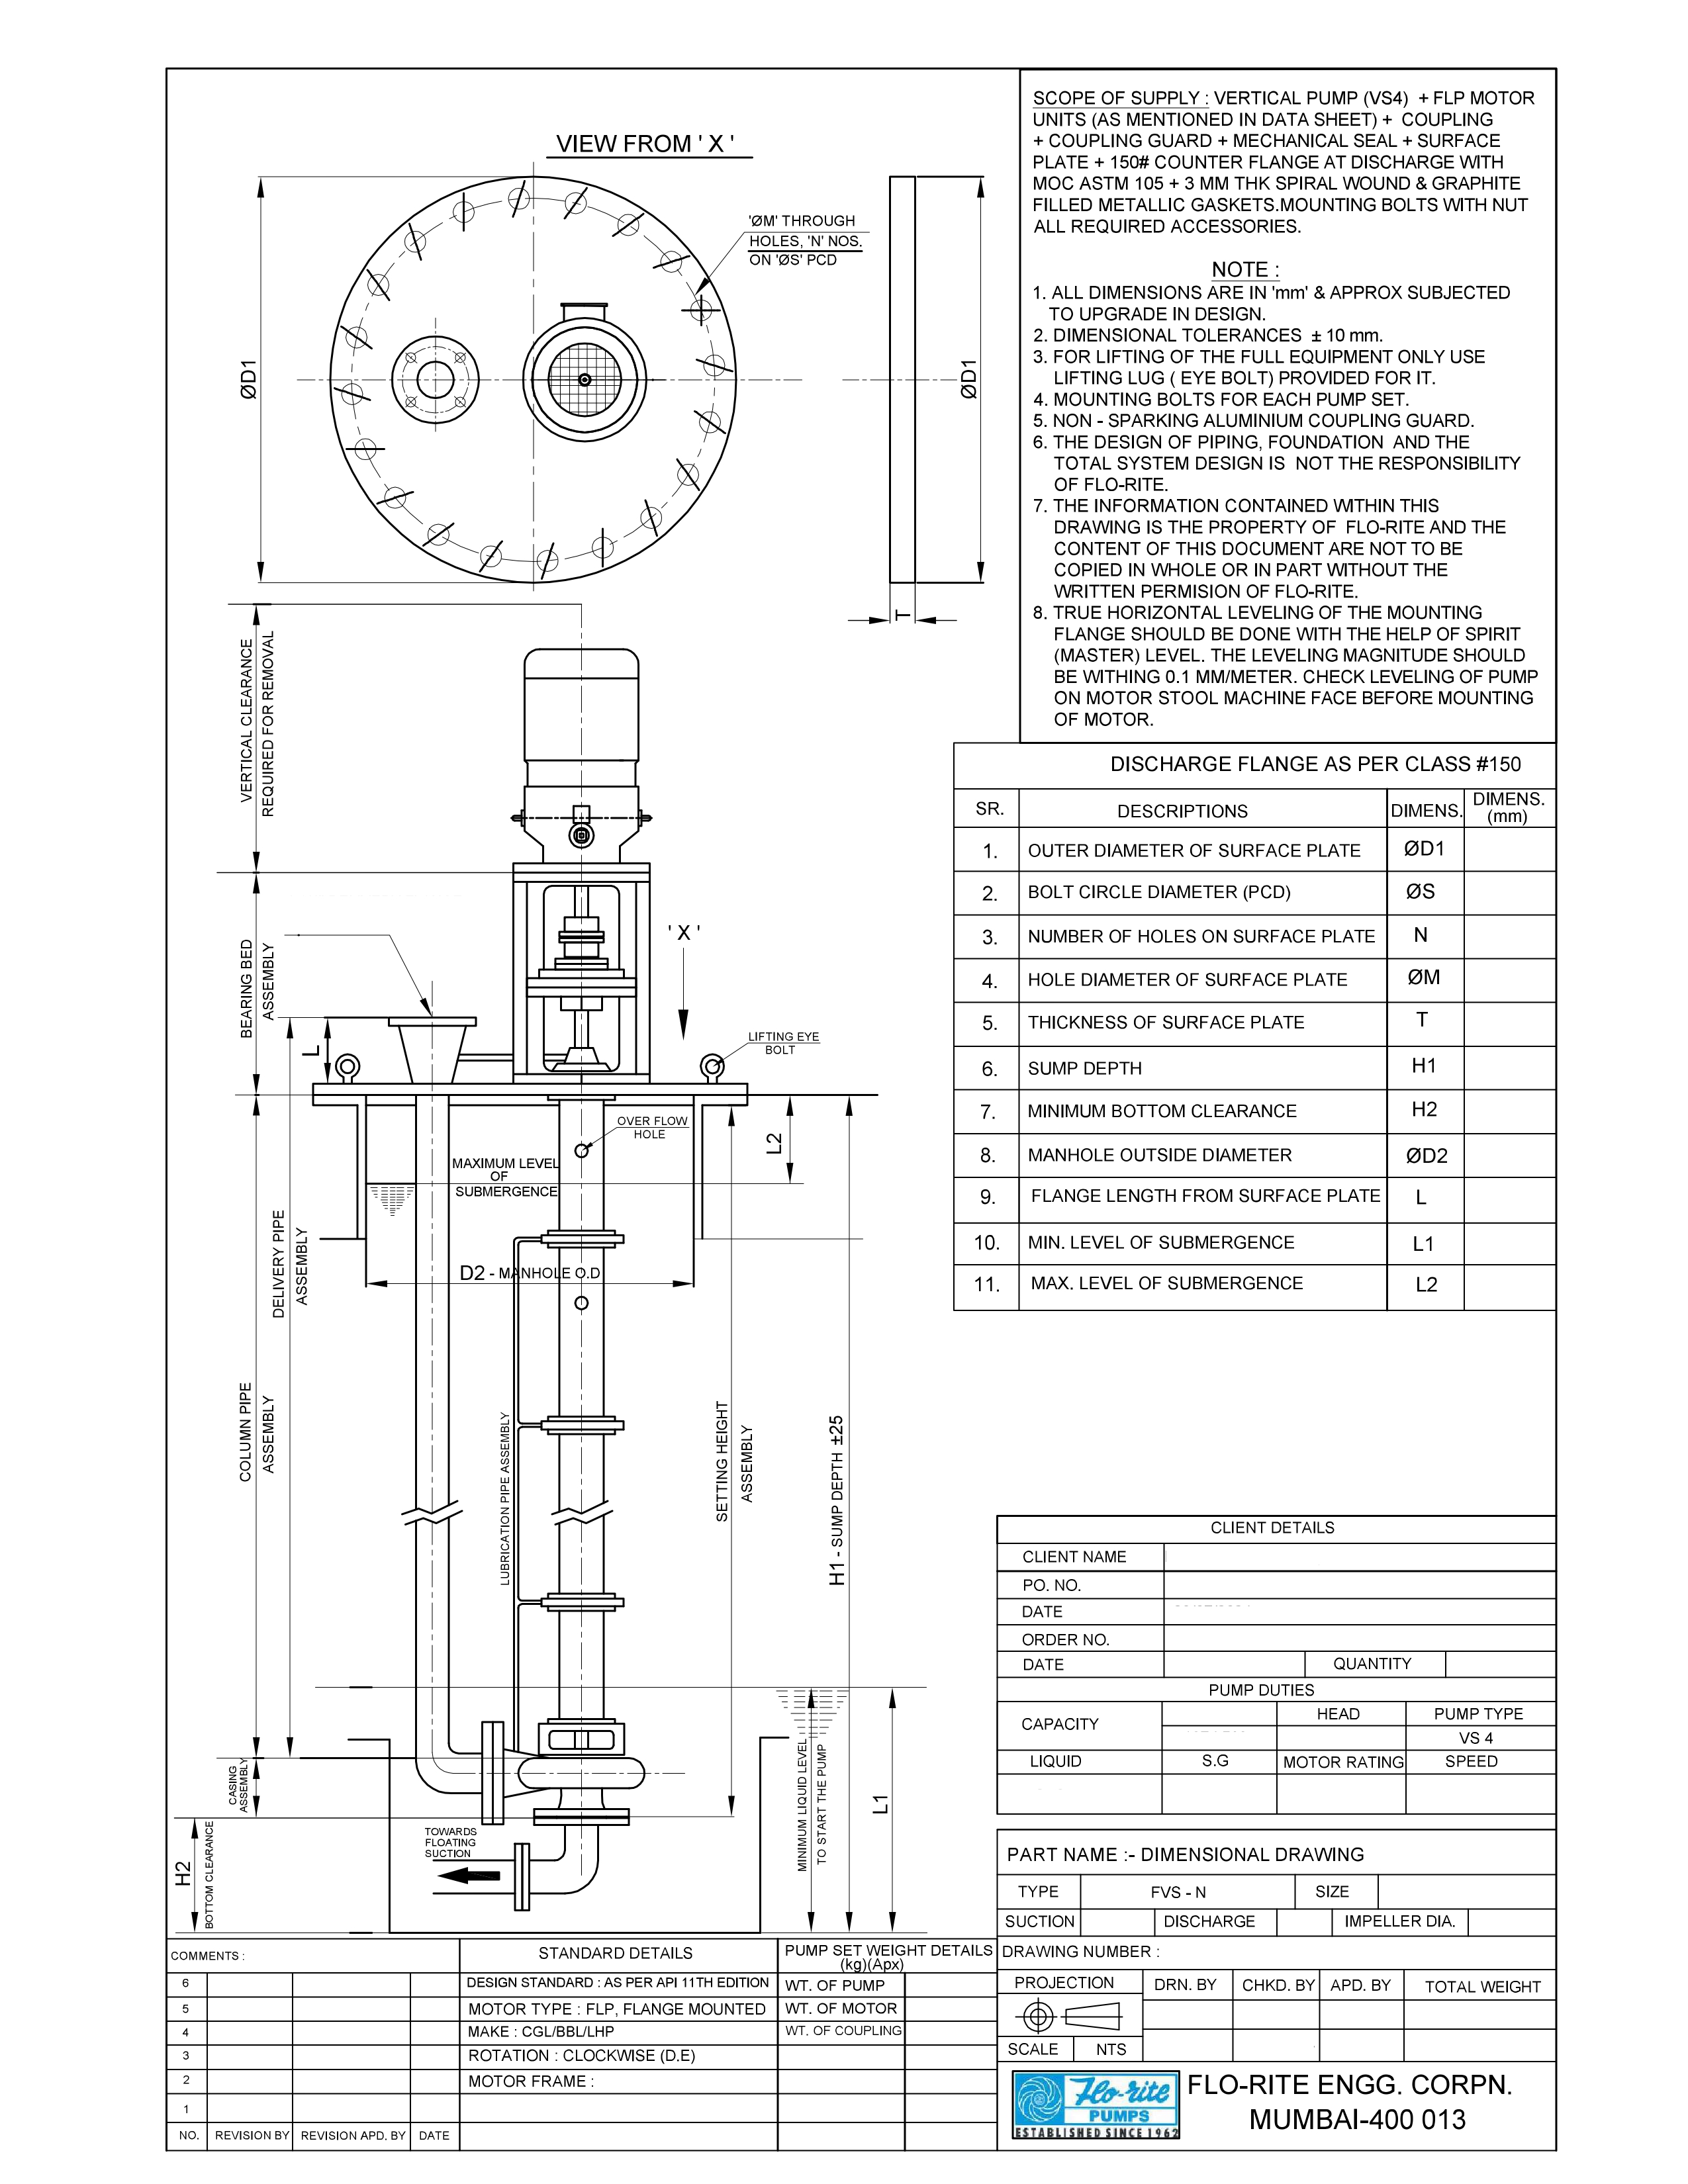 VIEW FROM ' X '
'ØM' THROUGH
HOLES, 'N' NOS.
ON 'ØS' PCD
ØD1
ØD1
T
SCOPE OF SUPPLY : VERTICAL PUMP (VS4) + FLP MOTOR
UNITS (AS MENTIONED IN DATA SHEET) + COUPLING
+ COUPLING GUARD + MECHANICAL SEAL + SURFACE
PLATE + 150# COUNTER FLANGE AT DISCHARGE WITH
MOC ASTM 105 + 3 MM THK SPIRAL WOUND & GRAPHITE
FILLED METALLIC GASKETS.MOUNTING BOLTS WITH NUT
ALL REQUIRED ACCESSORIES.
NOTE :
1. ALL DIMENSIONS ARE IN 'mm' & APPROX SUBJECTED
TO UPGRADE IN DESIGN.
2. DIMENSIONAL TOLERANCES ± 10 mm.
3. FOR LIFTING OF THE FULL EQUIPMENT ONLY USE
LIFTING LUG ( EYE BOLT) PROVIDED FOR IT.
4. MOUNTING BOLTS FOR EACH PUMP SET.
5. NON - SPARKING ALUMINIUM COUPLING GUARD.
6. THE DESIGN OF PIPING, FOUNDATION AND THE
TOTAL SYSTEM DESIGN IS NOT THE RESPONSIBILITY
OF FLO-RITE.
7. THE INFORMATION CONTAINED WITHIN THIS
DRAWING IS THE PROPERTY OF FLO-RITE AND THE
CONTENT OF THIS DOCUMENT ARE NOT TO BE
COPIED IN WHOLE OR IN PART WITHOUT THE
WRITTEN PERMISION OF FLO-RITE.
8. TRUE HORIZONTAL LEVELING OF THE MOUNTING
FLANGE SHOULD BE DONE WITH THE HELP OF SPIRIT
(MASTER) LEVEL. THE LEVELING MAGNITUDE SHOULD
BE WITHING 0.1 MM/METER. CHECK LEVELING OF PUMP
ON MOTOR STOOL MACHINE FACE BEFORE MOUNTING
OF MOTOR.
VERTICAL CLEARANCE
REQUIRED FOR REMOVAL
BEARING BED
ASSEMBLY
' X '
L
LIFTING EYE
BOLT
OVER FLOW
HOLE
L2
MAXIMUM LEVEL
OF
SUBMERGENCE
D2 - MANHOLE O.D
DELIVERY PIPE
ASSEMBLY
COLUMN PIPE
ASSEMBLY
LUBRICATION PIPE ASSEMBLY
SETTING HEIGHT
ASSEMBLY
H1 - SUMP DEPTH ±25
CASING
ASSEMBLY
MINIMUM LIQUID LEVEL
TO START THE PUMP
L1
H2
BOTTOM CLEARANCE
TOWARDS
FLOATING
SUCTION
DISCHARGE FLANGE AS PER CLASS #150
SR. DESCRIPTIONS DIMENS. DIMENS. (mm)
1. OUTER DIAMETER OF SURFACE PLATE ØD1
2. BOLT CIRCLE DIAMETER (PCD) ØS
3. NUMBER OF HOLES ON SURFACE PLATE N
4. HOLE DIAMETER OF SURFACE PLATE ØM
5. THICKNESS OF SURFACE PLATE T
6. SUMP DEPTH H1
7. MINIMUM BOTTOM CLEARANCE H2
8. MANHOLE OUTSIDE DIAMETER ØD2
9. FLANGE LENGTH FROM SURFACE PLATE L
10. MIN. LEVEL OF SUBMERGENCE L1
11. MAX. LEVEL OF SUBMERGENCE L2
CLIENT DETAILS
CLIENT NAME
PO. NO.
DATE
ORDER NO.
DATE QUANTITY
PUMP DUTIES
CAPACITY HEAD PUMP TYPE
VS 4
LIQUID S.G MOTOR RATING SPEED
PART NAME :- DIMENSIONAL DRAWING
TYPE FVS - N SIZE
SUCTION DISCHARGE IMPELLER DIA.
DRAWING NUMBER :
PROJECTION DRN. BY CHKD. BY APD. BY TOTAL WEIGHT
SCALE NTS
Flo-rite
PUMPS
ESTABLISHED SINCE 1962
FLO-RITE ENGG. CORPN.
MUMBAI-400 013
COMMENTS :
6
5
4
3
2
1
NO. REVISION BY REVISION APD. BY DATE
STANDARD DETAILS
DESIGN STANDARD : AS PER API 11TH EDITION
MOTOR TYPE : FLP, FLANGE MOUNTED
MAKE : CGL/BBL/LHP
ROTATION : CLOCKWISE (D.E)
MOTOR FRAME :
PUMP SET WEIGHT DETAILS
(kg)(Apx)
WT. OF PUMP
WT. OF MOTOR
WT. OF COUPLING